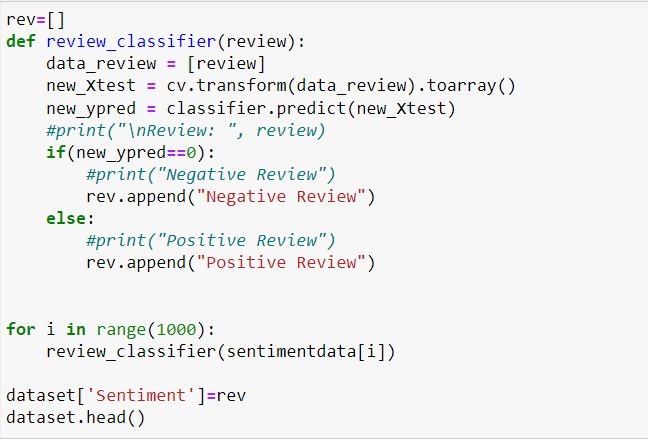 rev=[]
def review_classifier(review):
    data_review = [review]
    new_Xtest = cv.transform(data_review).toarray()
    new_ypred = classifier.predict(new_Xtest)
    #print("\nReview: ", review)
    if(new_ypred==0):
        #print("Negative Review")
        rev.append("Negative Review")
    else:
        #print("Positive Review")
        rev.append("Positive Review")
for i in range(1000):
    review_classifier(sentimentdata[i])
dataset['Sentiment']=rev
dataset.head()